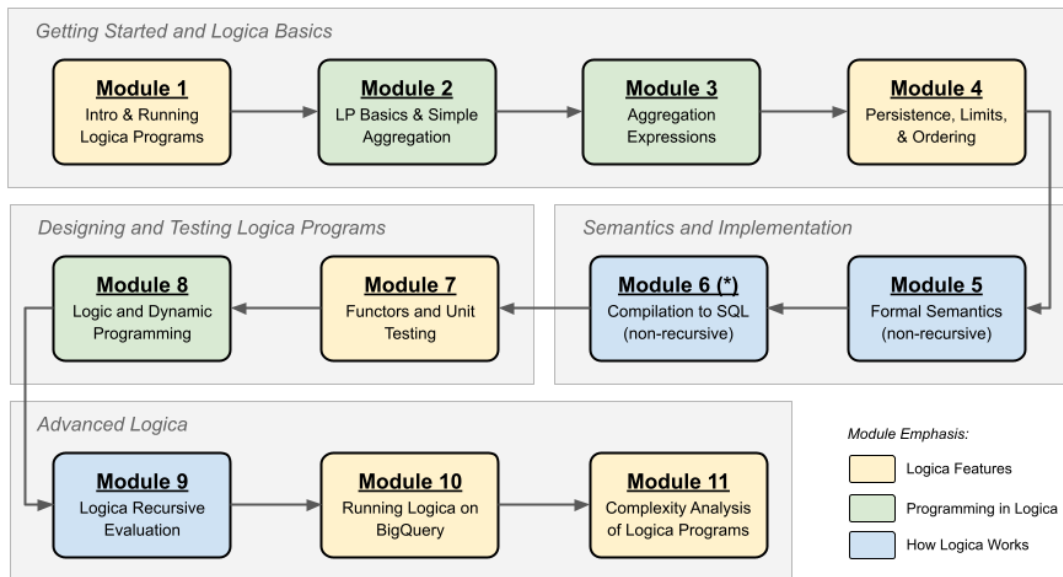 Getting Started and Logica Basics
Module 1
Intro & Running
Logica Programs
Module 2
LP Basics & Simple
Aggregation
Module 3
Aggregation
Expressions
Module 4
Persistence, Limits,
& Ordering
Designing and Testing Logica Programs
Module 8
Logic and Dynamic
Programming
Module 7
Functors and Unit
Testing
Semantics and Implementation
Module 6 (*)
Compilation to SQL
(non-recursive)
Module 5
Formal Semantics
(non-recursive)
Advanced Logica
Module 9
Logica Recursive
Evaluation
Module 10
Running Logica on
BigQuery
Module 11
Complexity Analysis
of Logica Programs
Module Emphasis:
Logica Features
Programming in Logica
How Logica Works